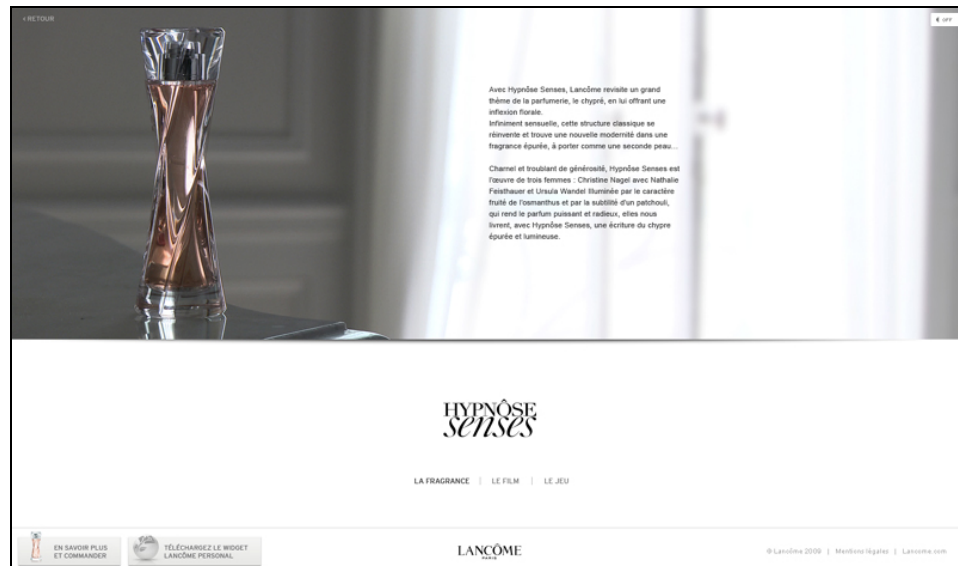 ‹ RETOUR
OFF
Avec Hypnôse Senses, Lancôme revisite un grand
thème de la parfumerie, le chypré, en lui offrant une
inflexion florale.
Infiniment sensuelle, cette structure classique se
réinvente et trouve une nouvelle modernité dans une
fragrance épurée, à porter comme une seconde peau...
Charnel et troublant de générosité, Hypnôse Senses est
l'œuvre de trois femmes : Christine Nagel avec Nathalie
Feisthauer et Ursula Wandel Illuminée par le caractère
fruité de l'osmanthus et par la subtilité d'un patchouli,
qui rend le parfum puissant et radieux, elles nous
livrent, avec Hypnôse Senses, une écriture du chypre
épurée et lumineuse.
HYPNÔSE
senses
LA FRAGRANCE | LE FILM | LE JEU
EN SAVOIR PLUS
ET COMMANDER
TÉLÉCHARGEZ LE WIDGET
LANCÔME PERSONAL
LANCÔME
PARIS
© Lancôme 2009 | Mentions légales | Lancome.com